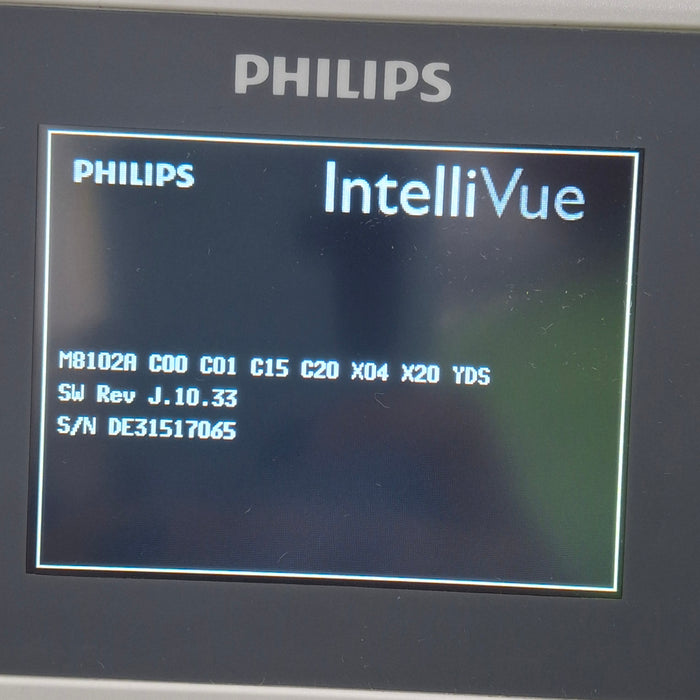 PHILIPS
PHILIPS IntelliVue
M8102A C00 C01 C15 C20 X04 X20 YDS
SW Rev J.10.33
S/N DE31517065